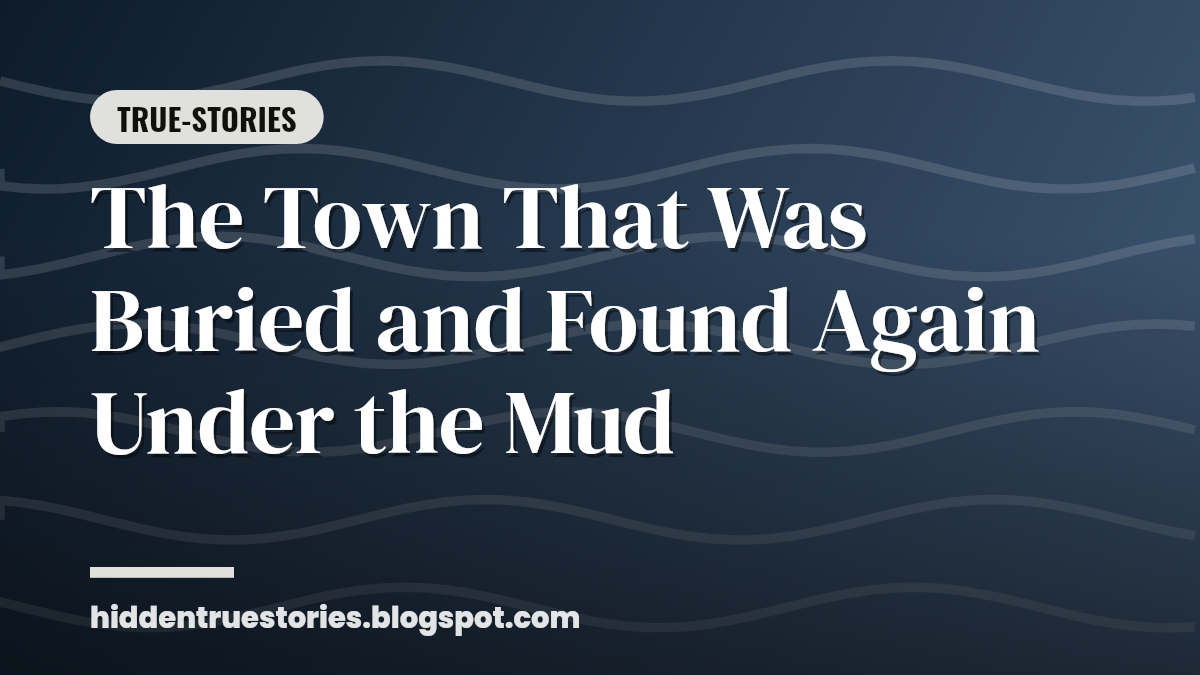 TRUE-STORIES
The Town That Was
Buried and Found Again
Under the Mud
hiddentruestories.blogspot.com